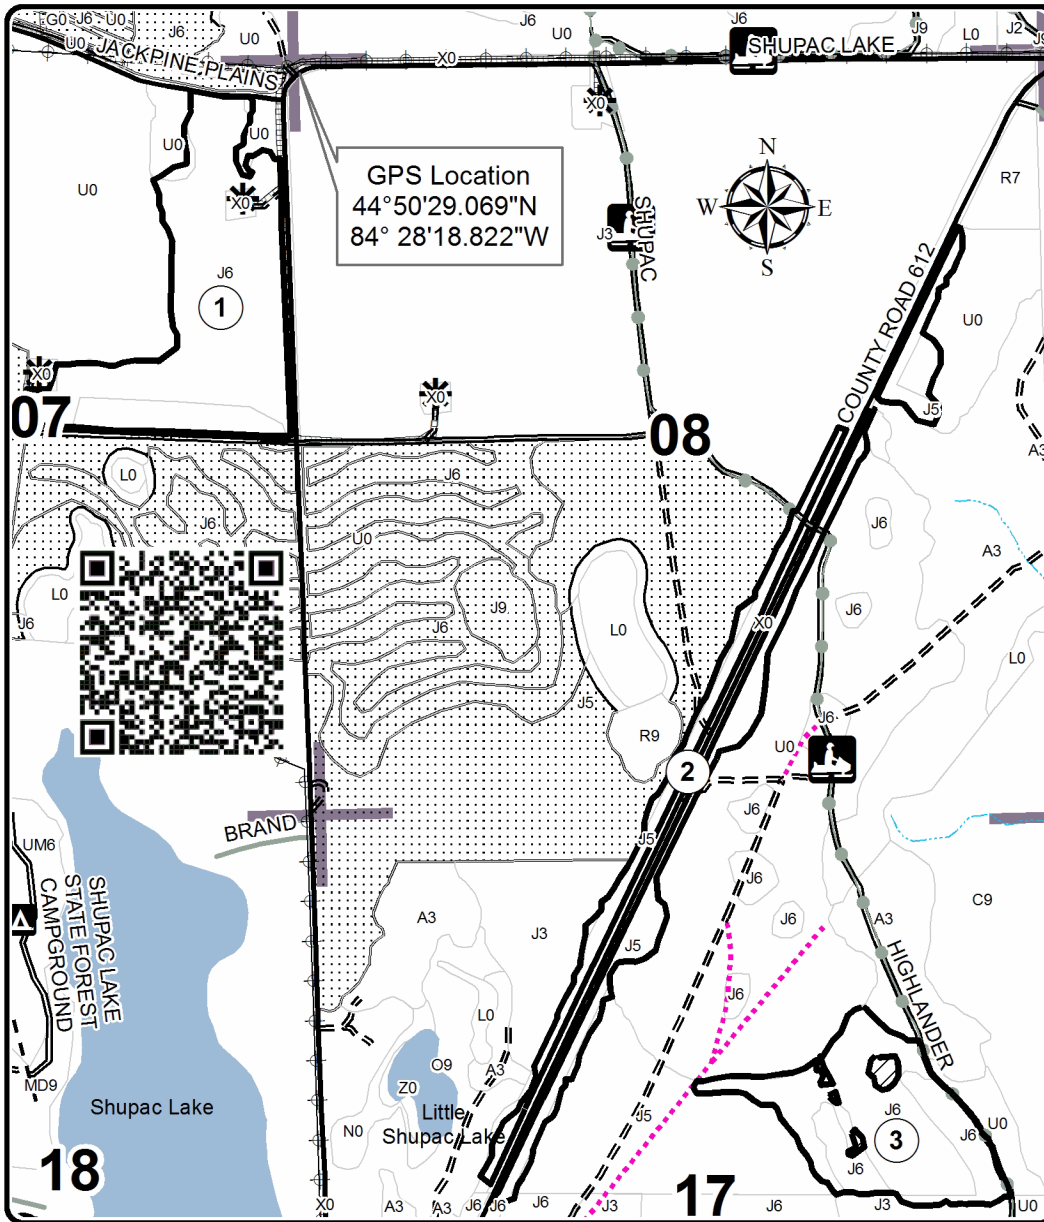 G0 J6 U0
J6
U0
JACKPINE PLAINS
U0
J6
U0
X0
J6
SHUPAC LAKE
J9
L0
J2
J9
X0
U0
U0
U0
X0
J6
1
GPS Location
44°50'29.069"N
84° 28'18.822"W
SHUPAC
J3
N
W E
S
R7
COUNTY ROAD 612
U0
J5
A3
X0
X0
07
08
L0
J6
J6
U0
J6
A3
L0
J6
J9
J6
L0
J6
X0
L0
J5
J6
R9
U0
2
J6
BRAND
J5
UM6
J6
C9
SHUPAC LAKE
STATE FOREST
CAMPGROUND
A3
J3
J5
J6
A3
HIGHLANDER
L0
J6
MD9
O9
A3
Z0
Shupac Lake
Little
Shupac Lake
N0
J5
J6
3
J6
U0
J6
18
17
X0
A3
A3
J6
J6
J6
J3
J6
J3
U0